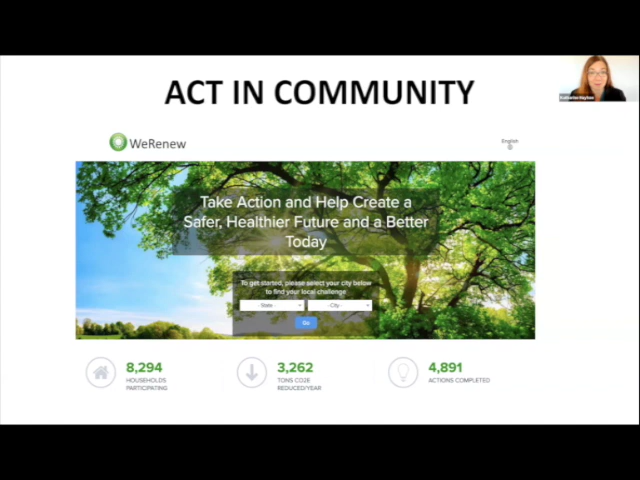 ACT IN COMMUNITY
WeRenew
English
Take Action and Help Create a
Safer, Healthier Future and a Better
Today
To get started, please select your city below
to find your local challenge
- State -
- City -
Go
8,294
HOUSEHOLDS
PARTICIPATING
3,262
TONS CO2E
REDUCED/YEAR
4,891
ACTIONS COMPLETED